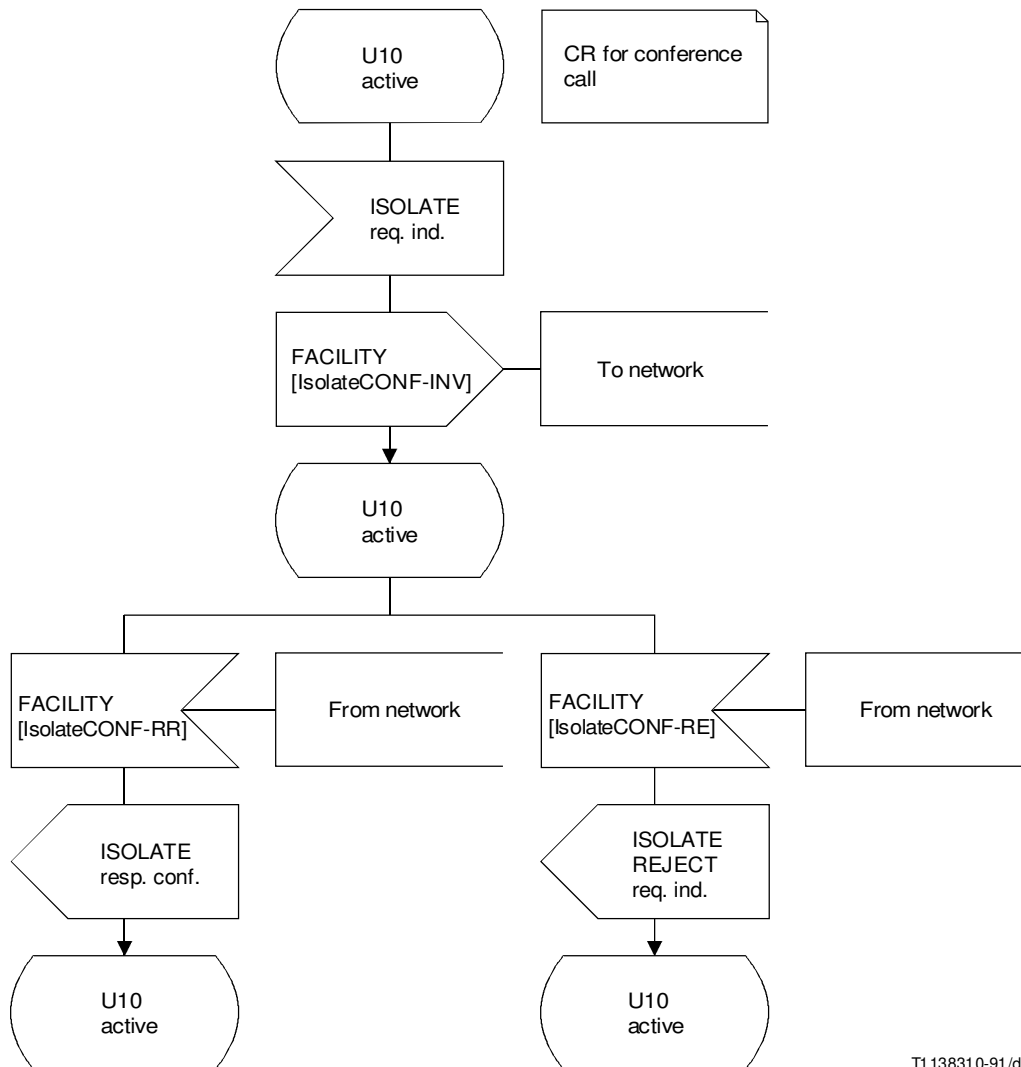 U10
active
CR for conference
call
ISOLATE
req. ind.
FACILITY
[IsolateCONF-INV]
To network
U10
active
FACILITY
[IsolateCONF-RR]
From network
FACILITY
[IsolateCONF-RE]
From network
ISOLATE
resp. conf.
ISOLATE
REJECT
req. ind.
U10
active
U10
active
T1138310-91/d